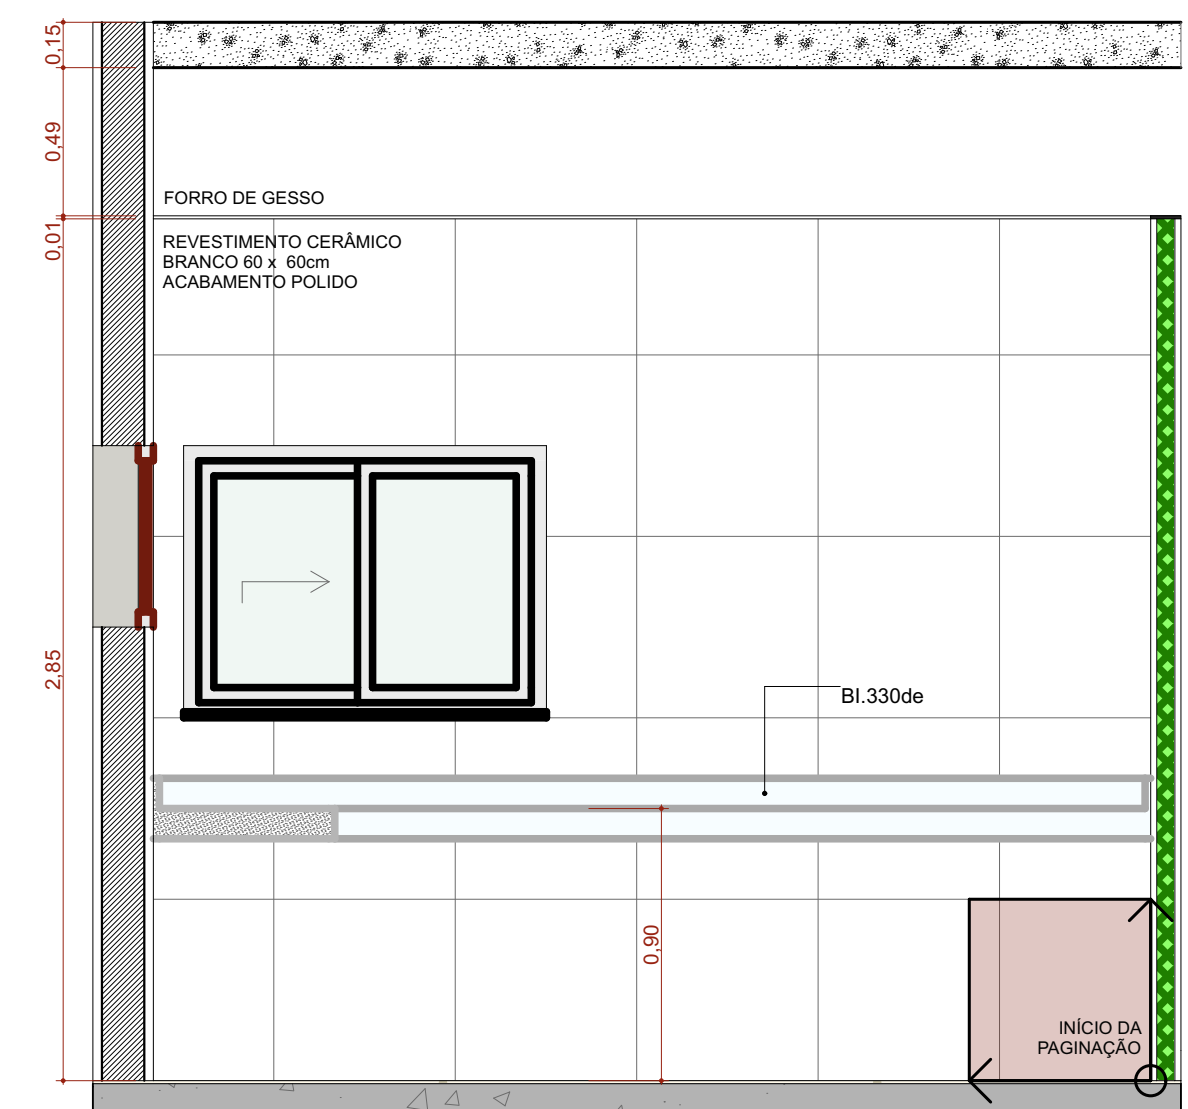 0,15
0,49
FORRO DE GESSO
0,01
REVESTIMENTO CERÂMICO
BRANCO 60 x 60cm
ACABAMENTO POLIDO
2,85
BI.330de
0,90
INÍCIO DA
PAGINAÇÃO